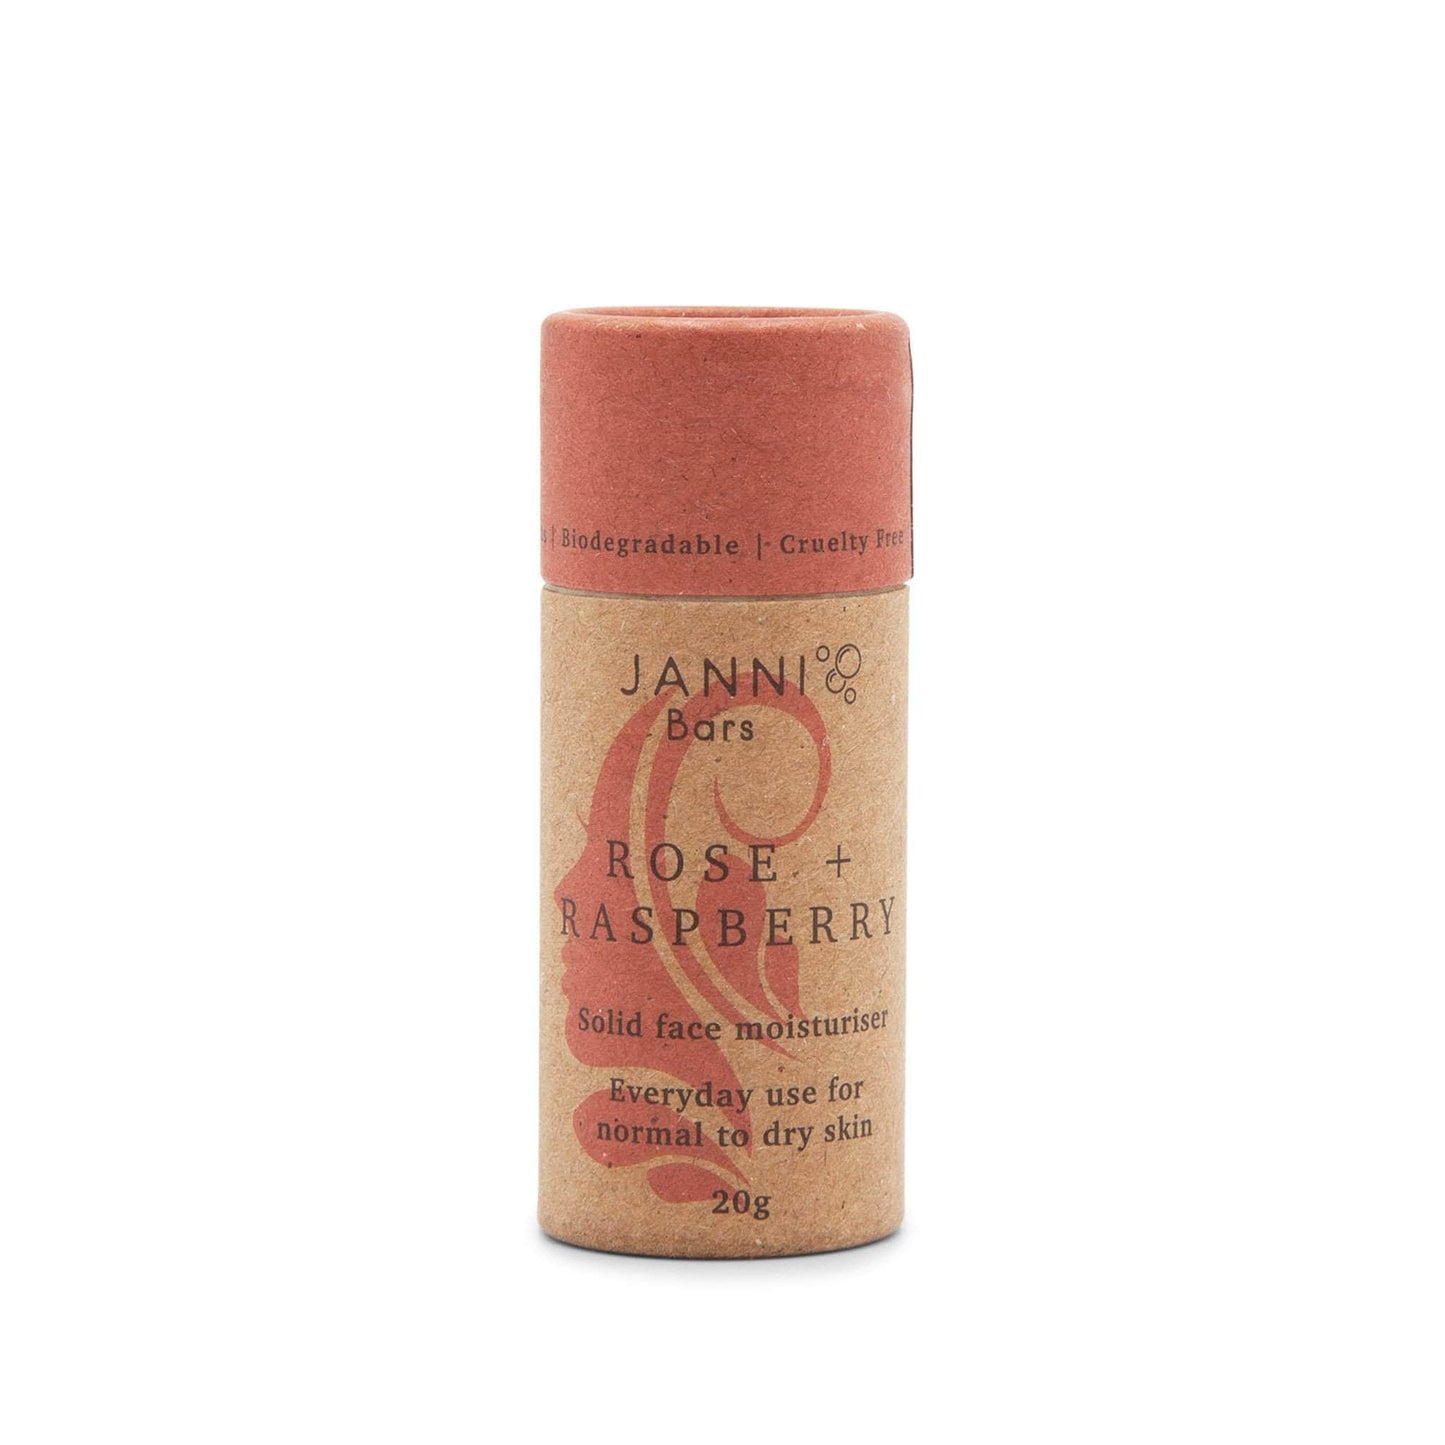 | Biodegradable | Cruelty Free
JANNI
Bars
ROSE +
RASPBERRY
Solid face moisturiser
Everyday use for
normal to dry skin
20g